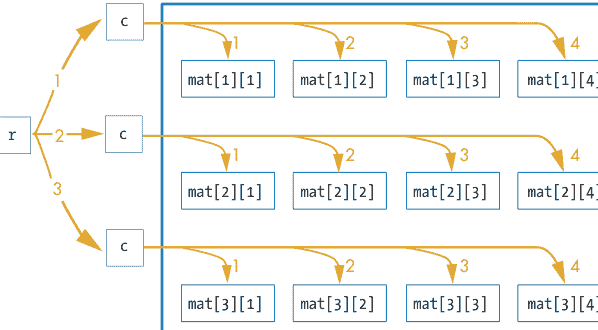 c
1 2 3 4
1
mat[1][1] mat[1][2] mat[1][3] mat[1][4]
r 2 c
1 2 3 4
3
mat[2][1] mat[2][2] mat[2][3] mat[2][4]
c
1 2 3 4
mat[3][1] mat[3][2] mat[3][3] mat[3][4]